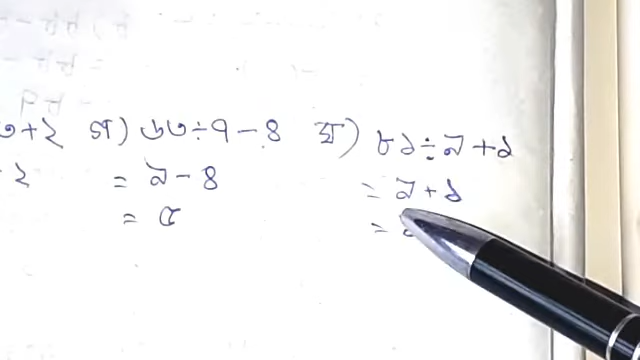 ৩+২ গ) ৬৩÷৭-৪ ঘ) ৮১÷৯+১
২ = ৯-৪ = ৯+১
= ৫ =